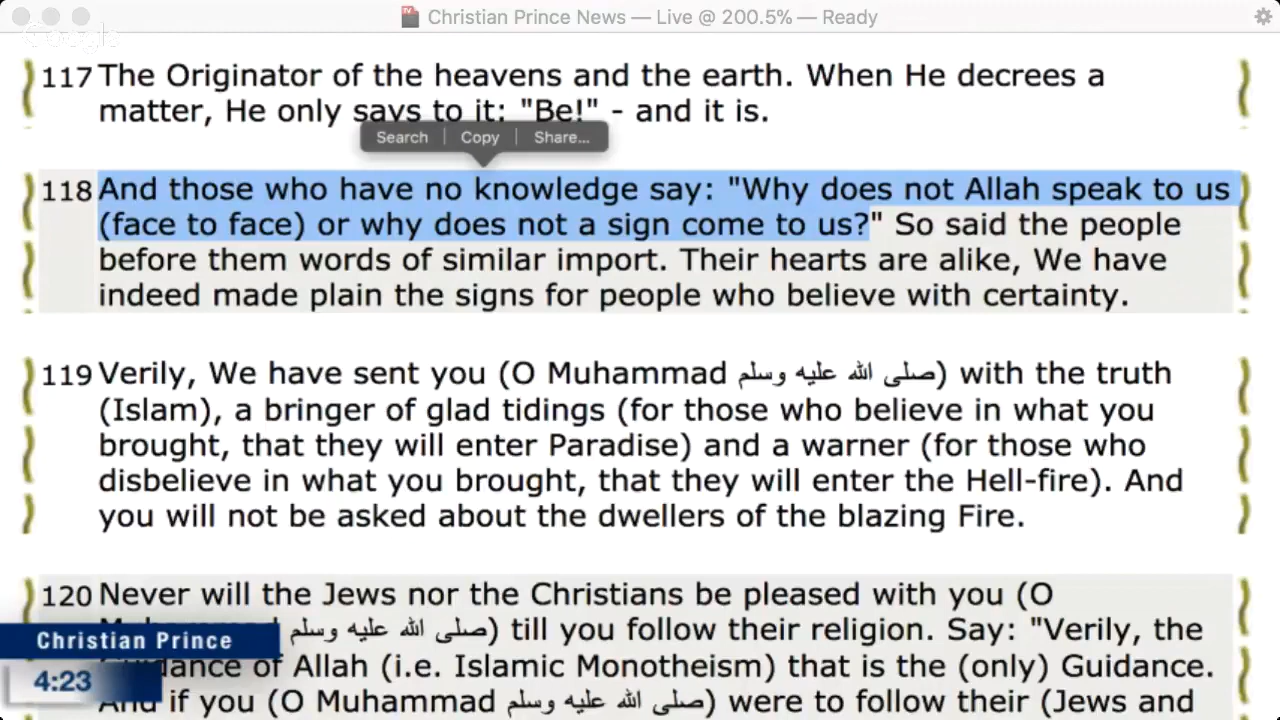 Christian Prince News — Live @ 200.5% — Ready
Google
117 The Originator of the heavens and the earth. When He decrees a
matter, He only says to it: "Be!" - and it is.
Search Copy Share...
118 And those who have no knowledge say: "Why does not Allah speak to us
(face to face) or why does not a sign come to us?" So said the people
before them words of similar import. Their hearts are alike, We have
indeed made plain the signs for people who believe with certainty.
119 Verily, We have sent you (O Muhammad صلى الله عليه وسلم) with the truth
(Islam), a bringer of glad tidings (for those who believe in what you
brought, that they will enter Paradise) and a warner (for those who
disbelieve in what you brought, that they will enter the Hell-fire). And
you will not be asked about the dwellers of the blazing Fire.
120 Never will the Jews nor the Christians be pleased with you (O
صلى الله عليه وسلم) till you follow their religion. Say: "Verily, the
of Allah (i.e. Islamic Monotheism) that is the (only) Guidance.
And if you (O Muhammad صلى الله عليه وسلم) were to follow their (Jews and
Christian Prince
4:23